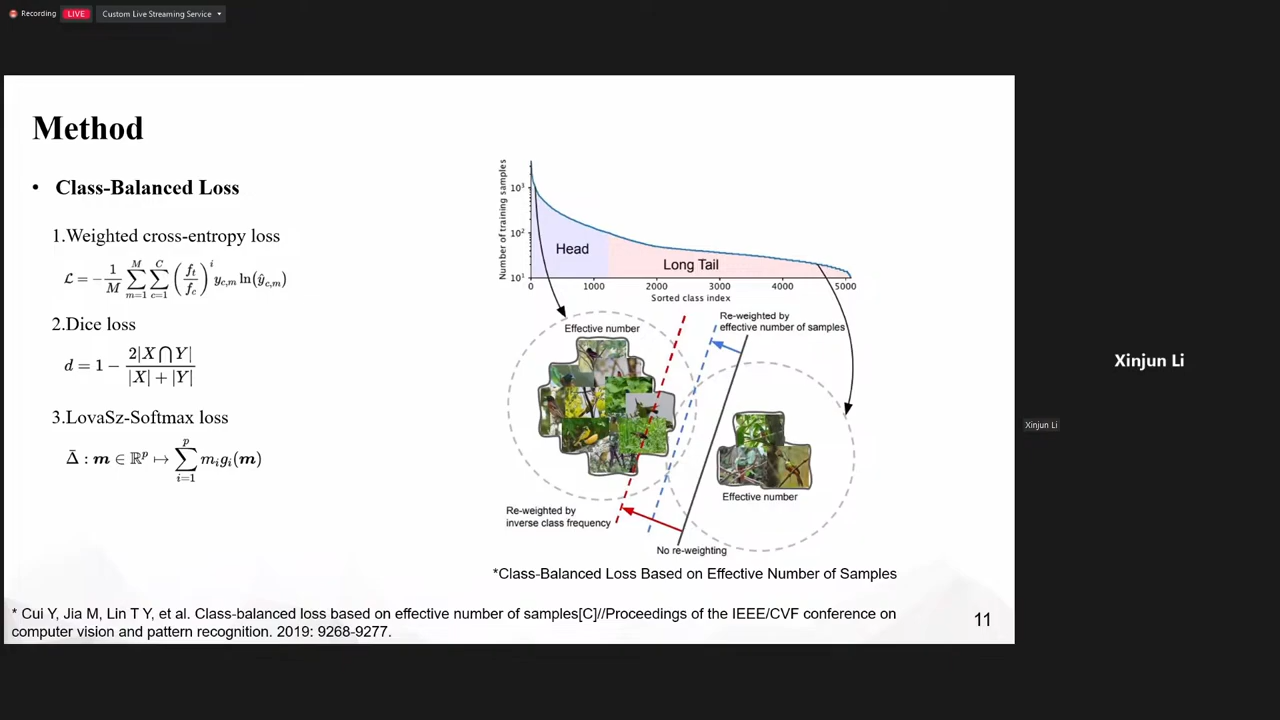 Recording
LIVE
Custom Live Streaming Service
Method
• Class-Balanced Loss
1.Weighted cross-entropy loss
ℒ = −1/M ∑_{m=1}^{M} ∑_{c=1}^{C} (f_t/f_c)^i y_{c,m} ln(ŷ_{c,m})
2.Dice loss
d = 1 − 2|X ⋂ Y| / |X| + |Y|
3.LovaSz-Softmax loss
Δ̄ : m ∈ ℝ^p ↦ ∑_{i=1}^{p} m_i g_i(m)
Number of training samples
10³
10²
10¹
Head
Long Tail
0 1000 2000 3000 4000 5000
Sorted class index
Effective number
Re-weighted by
effective number of samples
Effective number
Re-weighted by
inverse class frequency
No re-weighting
*Class-Balanced Loss Based on Effective Number of Samples
* Cui Y, Jia M, Lin T Y, et al. Class-balanced loss based on effective number of samples[C]//Proceedings of the IEEE/CVF conference on
computer vision and pattern recognition. 2019: 9268-9277.
11
Xinjun Li
Xinjun Li